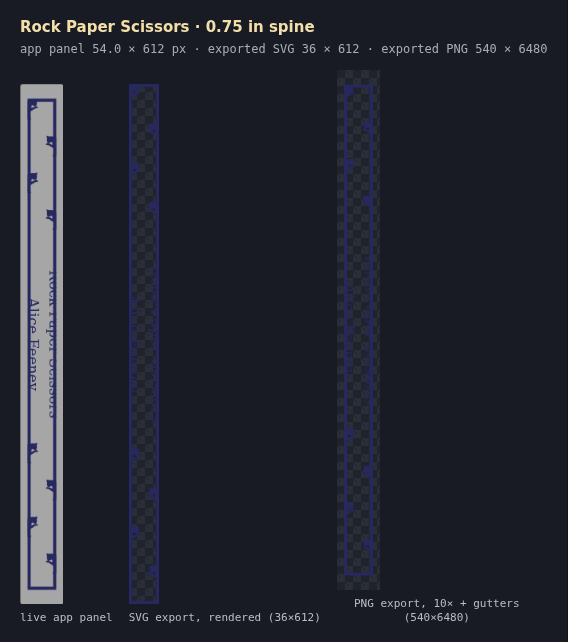 Rock Paper Scissors · 0.75 in spine
app panel 54.0 × 612 px · exported SVG 36 × 612 · exported PNG 540 × 6480
Rock Paper Scissors
Alice Feeney
live app panel
SVG export, rendered (36×612)
PNG export, 10× + gutters
(540×6480)